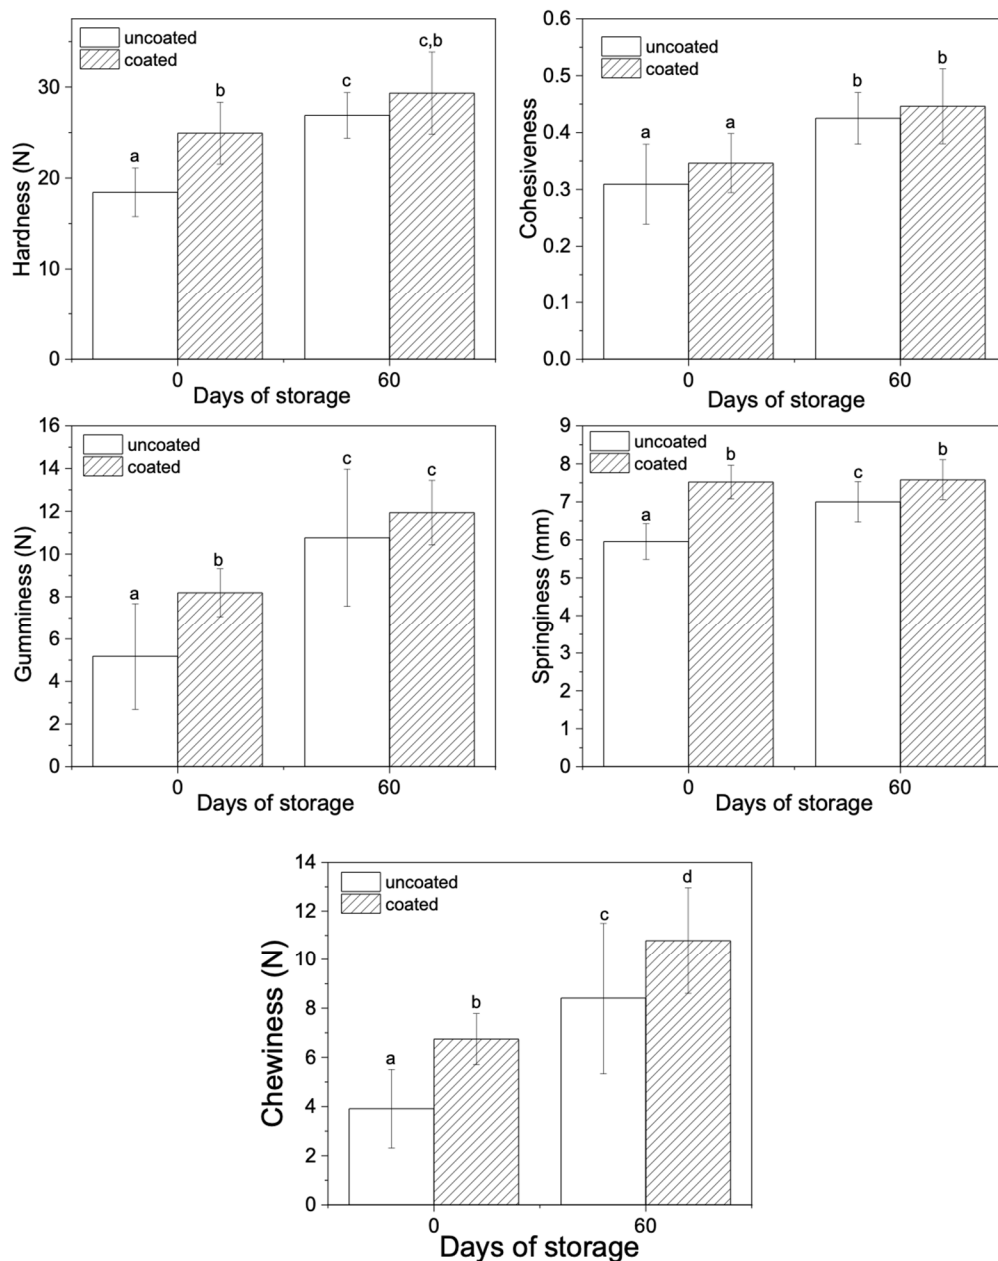 uncoated
coated
Hardness (N)
30
20
10
0
a
b
c
c,b
0
60
Days of storage
uncoated
coated
Cohesiveness
0.6
0.5
0.4
0.3
0.2
0.1
0.0
a
a
b
b
0
60
Days of storage
uncoated
coated
Gumminess (N)
16
14
12
10
8
6
4
2
0
a
b
c
c
0
60
Days of storage
uncoated
coated
Springiness (mm)
9
8
7
6
5
4
3
2
1
0
a
b
c
b
0
60
Days of storage
uncoated
coated
Chewiness (N)
14
12
10
8
6
4
2
0
a
b
c
d
0
60
Days of storage